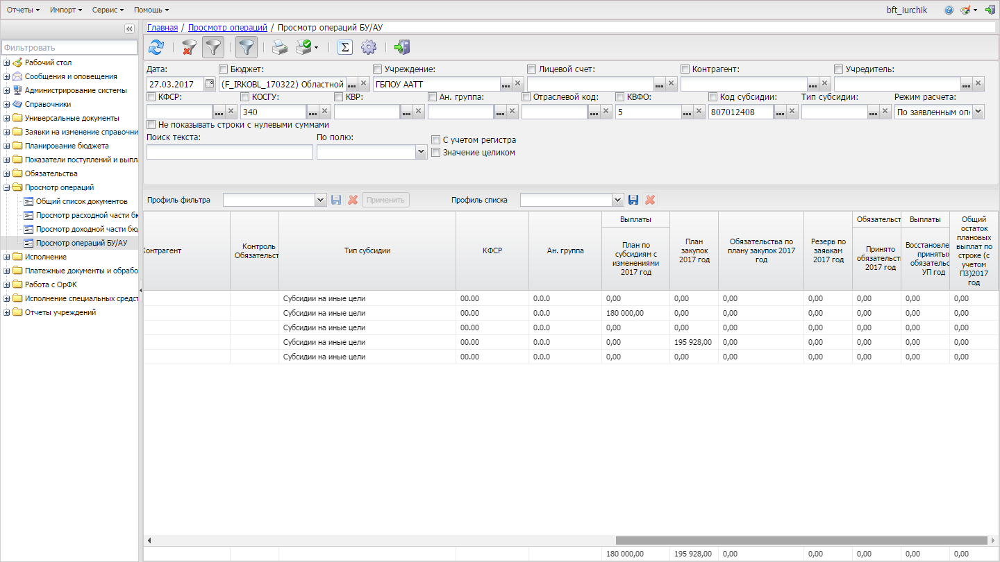 Отчеты Импорт Сервис Помощь bft_iurchik
Главная / Просмотр операций / Просмотр операций БУ/АУ
Фильтровать
Рабочий стол
Сообщения и оповещения
Администрирование системы
Справочники
Универсальные документы
Заявки на изменение справочни
Планирование бюджета
Показатели поступлений и выпла
Обязательства
Просмотр операций
Общий список документов
Просмотр расходной части бю
Просмотр доходной части бюд
Просмотр операций БУ/АУ
Исполнение
Платежные документы и обрабо
Работа с ОрФК
Исполнение специальных средст
Отчеты учреждений
Дата: Бюджет: Учреждение: Лицевой счет: Контрагент: Учредитель:
27.03.2017 (F_IRKOBL_170322) Областной ... ГБПОУ ААТТ ... ... ... ...
КФСР: КОСГУ: КВР: Ан. группа: Отраслевой код: КВФО: Код субсидии: Тип субсидии: Режим расчета:
... 340 ... ... ... ... 5 ... 807012408 ... ... По заявленным опе
Не показывать строки с нулевыми суммами
Поиск текста: По полю: С учетом регистра
Значение целиком
Профиль фильтра Применить Профиль списка
Выплаты Обязательст Выплаты
Контрагент
Контроль
Обязательст
Тип субсидии
КФСР
Ан. группа
План по
субсидиям с
изменениями
2017 год
План
закупок
2017 год
Обязательства по
плану закупок 2017
год
Резерв по
заявкам
2017 год
Принято
обязательств
2017 год
Восстановле
принятых
обязательс
УП год
Общий
остаток
плановых
выплат по
строке (с
учетом
ПЗ)2017
год
Субсидии на иные цели 00.00 0.0.0 0,00 0,00 0,00 0,00 0,00 0,00 0,00
Субсидии на иные цели 00.00 0.0.0 180 000,00 0,00 0,00 0,00 0,00 0,00 0,00
Субсидии на иные цели 00.00 0.0.0 0,00 0,00 0,00 0,00 0,00 0,00 0,00
Субсидии на иные цели 00.00 0.0.0 0,00 195 928,00 0,00 0,00 0,00 0,00 0,00
Субсидии на иные цели 00.00 0.0.0 0,00 0,00 0,00 0,00 0,00 0,00 0,00
180 000,00 195 928,00 0,00 0,00 0,00 0,00 0,00